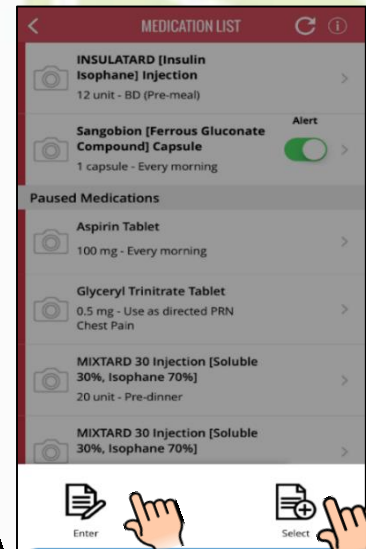 MEDICATION LIST
INSULATARD [Insulin
Isophane] Injection
12 unit - BD (Pre-meal)
Alert
Sangobion [Ferrous Gluconate
Compound] Capsule
1 capsule - Every morning
Paused Medications
Aspirin Tablet
100 mg - Every morning
Glyceryl Trinitrate Tablet
0.5 mg - Use as directed PRN
Chest Pain
MIXTARD 30 Injection [Soluble
30%, Isophane 70%]
20 unit - Pre-dinner
MIXTARD 30 Injection [Soluble
30%, Isophane 70%]
Enter
Select